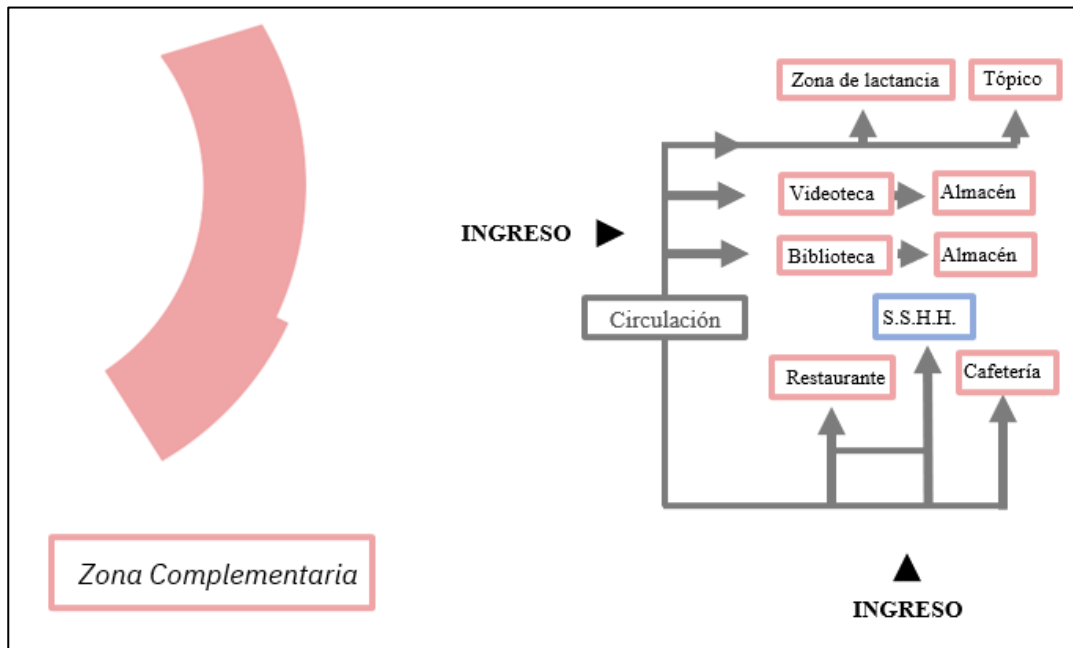 Zona de lactancia
Tópico
Videoteca
Almacén
INGRESO
Biblioteca
Almacén
Circulación
S.S.H.H.
Restaurante
Cafetería
Zona Complementaria
INGRESO